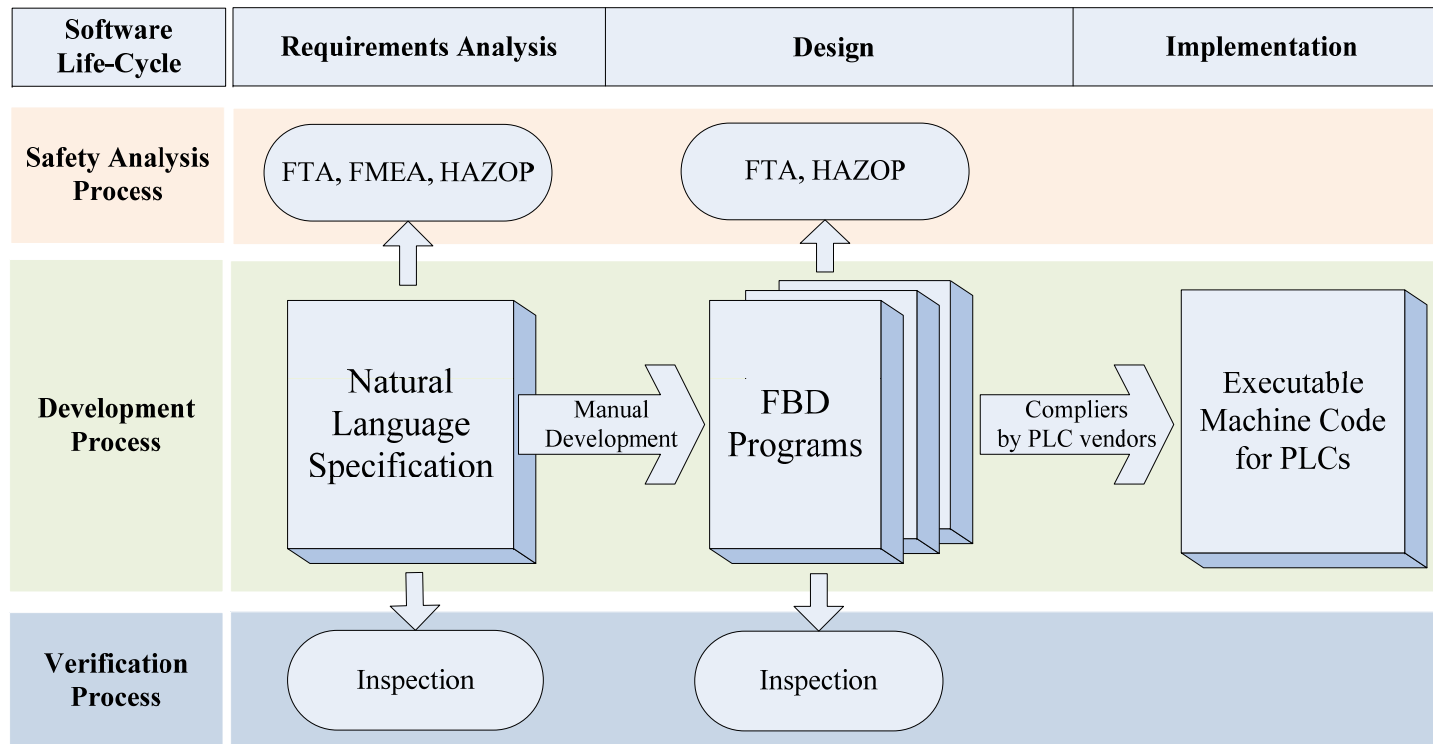 Software
Life-Cycle
Requirements Analysis
Design
Implementation
Safety Analysis
Process
FTA, FMEA, HAZOP
FTA, HAZOP
Development
Process
Natural
Language
Specification
Manual
Development
FBD
Programs
Compliers
by PLC vendors
Executable
Machine Code
for PLCs
Verification
Process
Inspection
Inspection